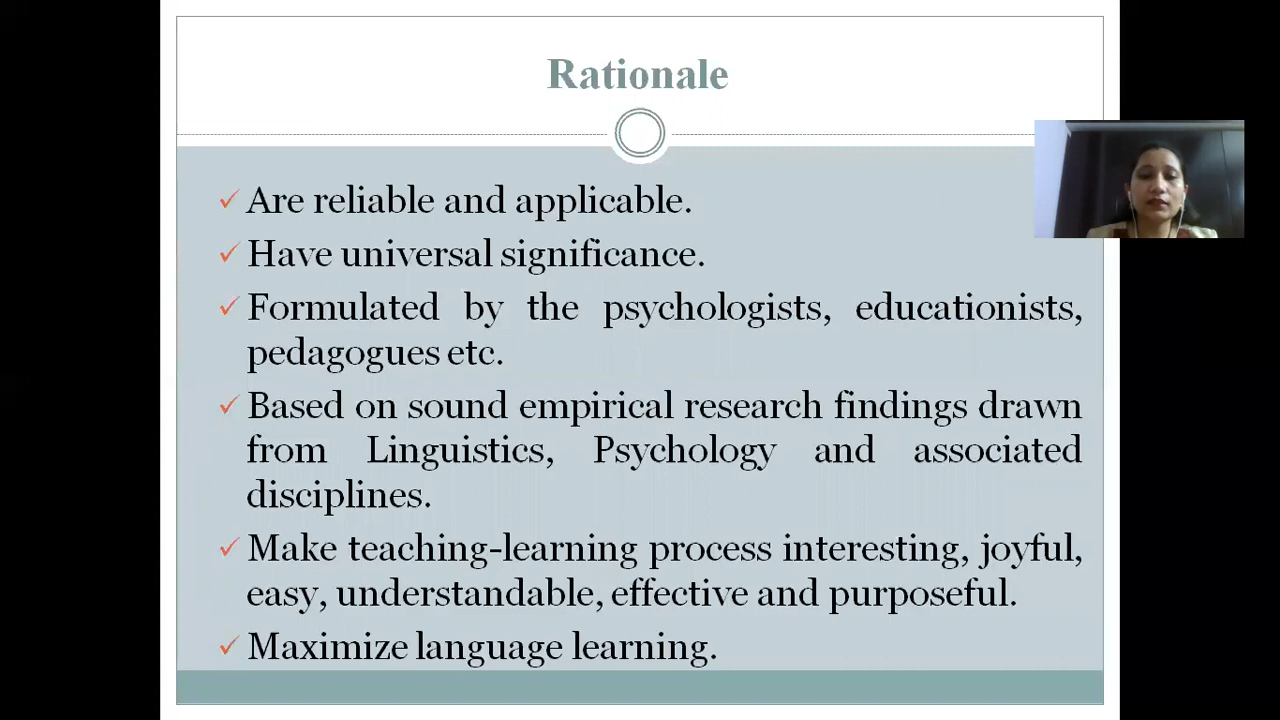 Rationale
Are reliable and applicable.
Have universal significance.
Formulated by the psychologists, educationists,
pedagogues etc.
Based on sound empirical research findings drawn
from Linguistics, Psychology and associated
disciplines.
Make teaching-learning process interesting, joyful,
easy, understandable, effective and purposeful.
Maximize language learning.